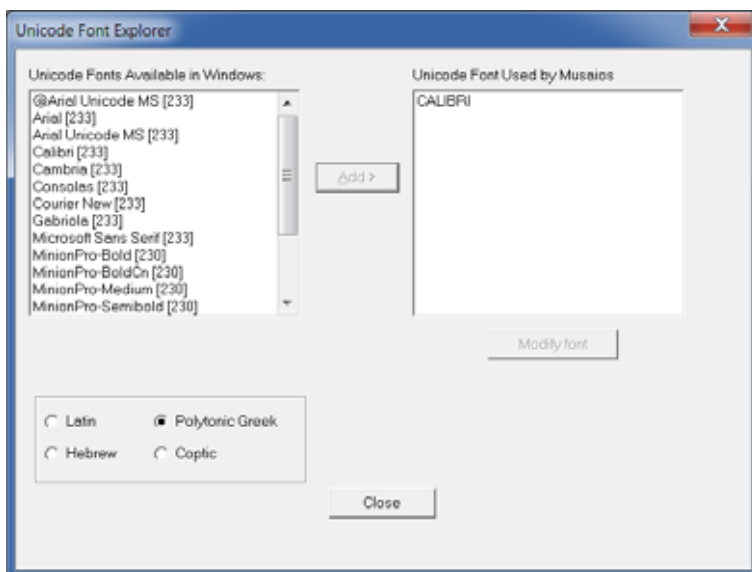 Unicode Font Explorer
Unicode Fonts Available in Windows:
@Arial Unicode MS [233]
Arial [233]
Arial Unicode MS [233]
Calibri [233]
Cambria [233]
Consolas [233]
Courier New [233]
Gabriola [233]
Microsoft Sans Serif [233]
MinionPro-Bold [230]
MinionPro-BoldCn [230]
MinionPro-Medium [230]
MinionPro-Semibold [230]
Add >
Unicode Font Used by Musaios
CALIBRI
Modify font
Latin
Polytonic Greek
Hebrew
Coptic
Close